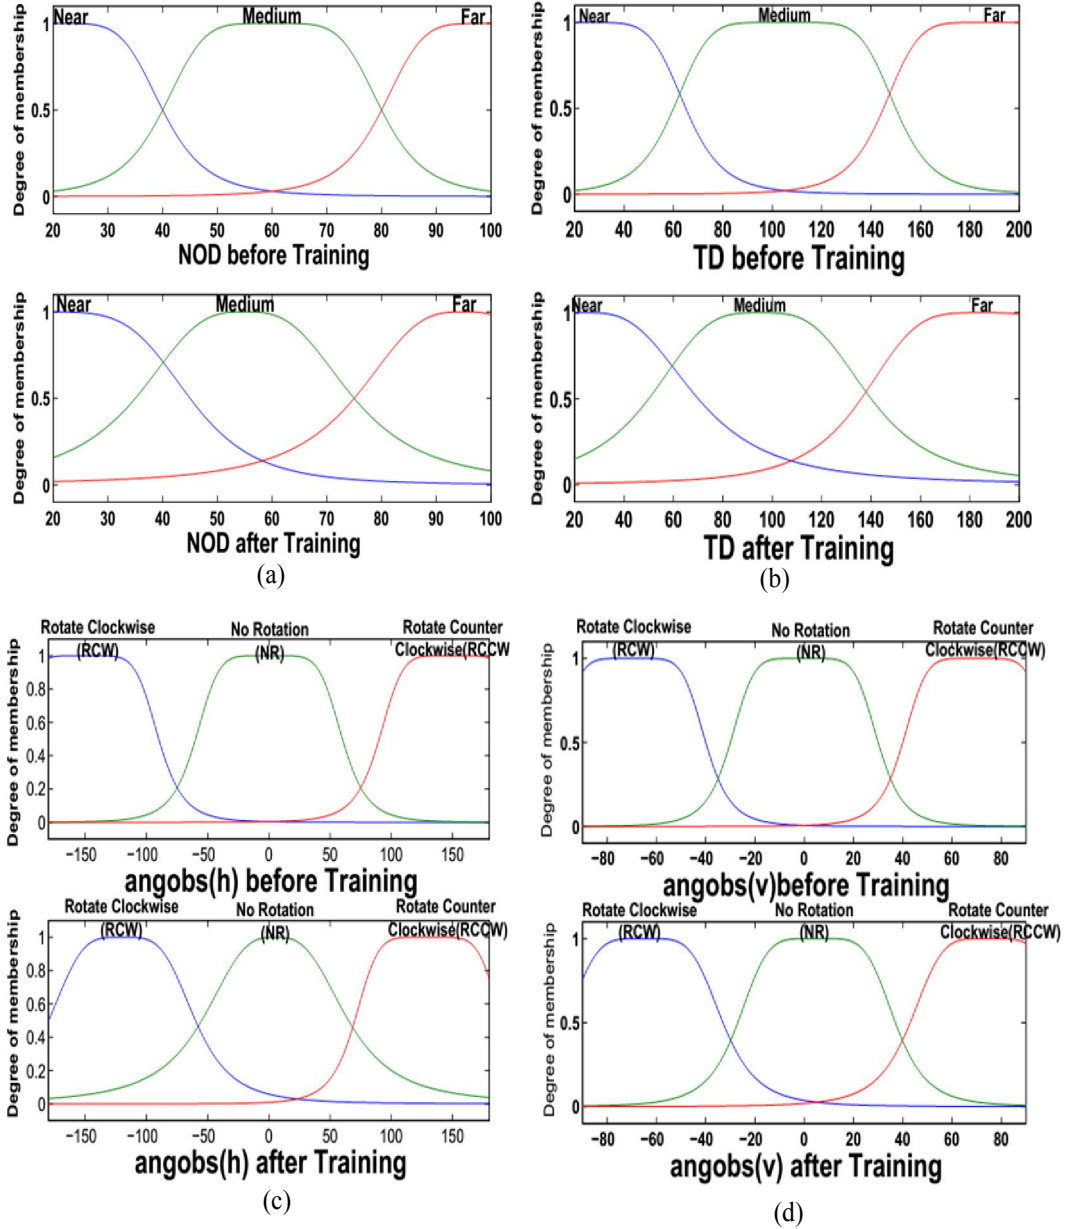 Near Medium Far
Degree of membership
1
0.5
0
20 30 40 50 60 70 80 90 100
NOD before Training
Near Medium Far
Degree of membership
1
0.5
0
20 40 60 80 100 120 140 160 180 200
TD before Training
Near Medium Far
Degree of membership
1
0.5
0
20 30 40 50 60 70 80 90 100
NOD after Training
(a)
Near Medium Far
Degree of membership
1
0.5
0
20 40 60 80 100 120 140 160 180 200
TD after Training
(b)
Rotate Clockwise No Rotation Rotate Counter
(RCW) (NR) Clockwise(RCCW
Degree of membership
1
0.8
0.6
0.4
0.2
0
−150 −100 −50 0 50 100 150
angobs(h) before Training
Rotate Clockwise No Rotation Rotate Counter
(RCW) (NR) Clockwise(RCCW)
Degree of membership
1
0.5
0
−80 −60 −40 −20 0 20 40 60 80
angobs(v)before Training
Rotate Clockwise No Rotation Rotate Counter
(RCW) (NR) Clockwise(RCCW)
Degree of membership
1
0.8
0.6
0.4
0.2
0
−150 −100 −50 0 50 100 150
angobs(h) after Training
(c)
Rotate Clockwise No Rotation Rotate Counter
(RCW) (NR) Clockwise(RCCW)
Degree of membership
1
0.5
0
−80 −60 −40 −20 0 20 40 60 80
angobs(v) after Training
(d)